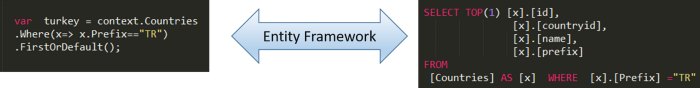 var turkey = context.Countries
.Where(x=> x.Prefix=="TR")
.FirstOrDefault();
Entity Framework
SELECT TOP(1) [x].[id],
[x].[countryid],
[x].[name],
[x].[prefix]
FROM
[Countries] AS [x] WHERE [x].[Prefix] ="TR"